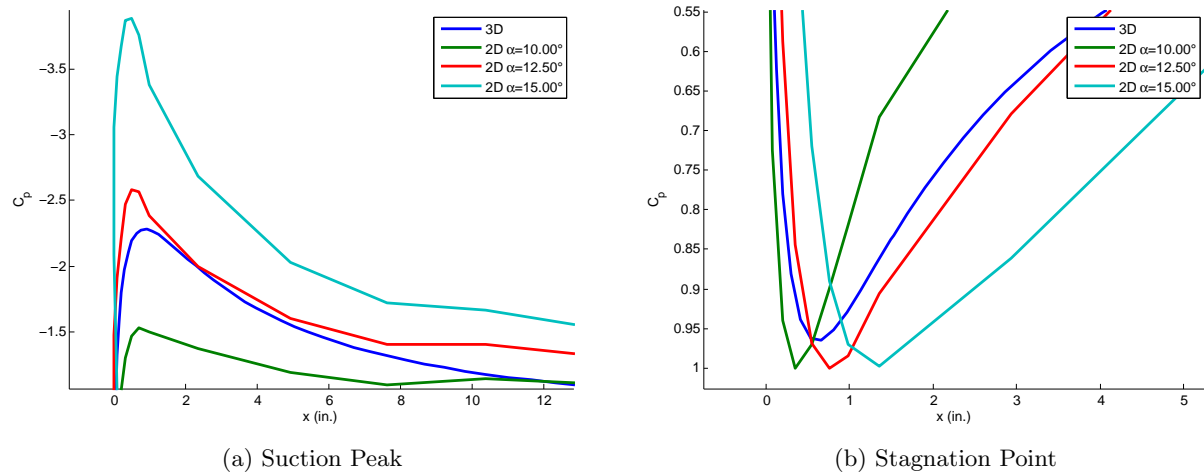 −3.5
−3
−2.5
−2
−1.5
C_p
0 2 4 6 8 10 12
x (in.)
3D
2D α=10.00°
2D α=12.50°
2D α=15.00°
(a) Suction Peak
0.55
0.6
0.65
0.7
0.75
0.8
0.85
0.9
0.95
1
C_p
0 1 2 3 4 5
x (in.)
3D
2D α=10.00°
2D α=12.50°
2D α=15.00°
(b) Stagnation Point